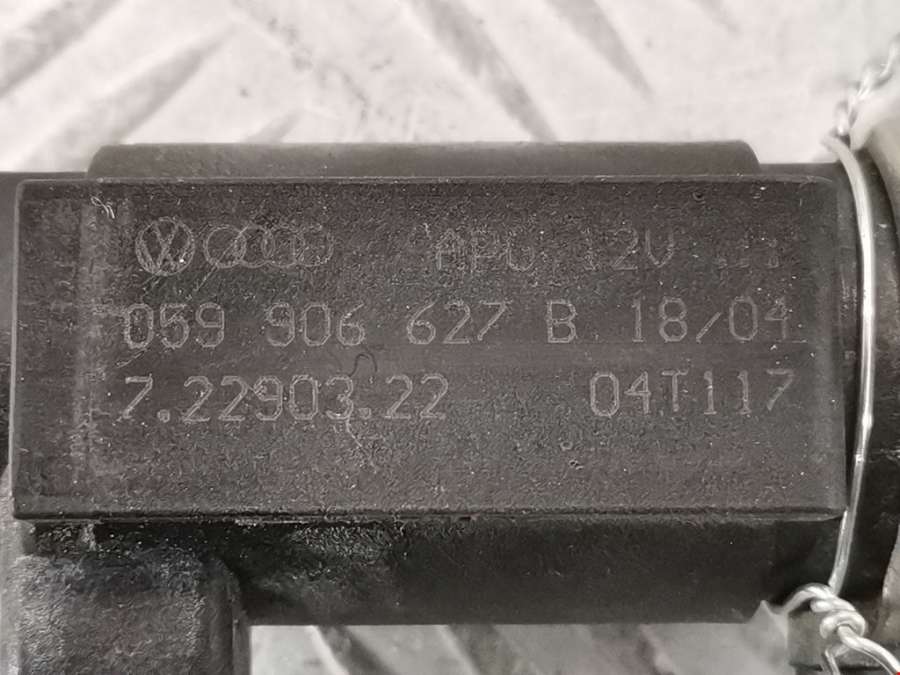 APU 12V
059 906 627 B 18/04
7.22903.22 04T117